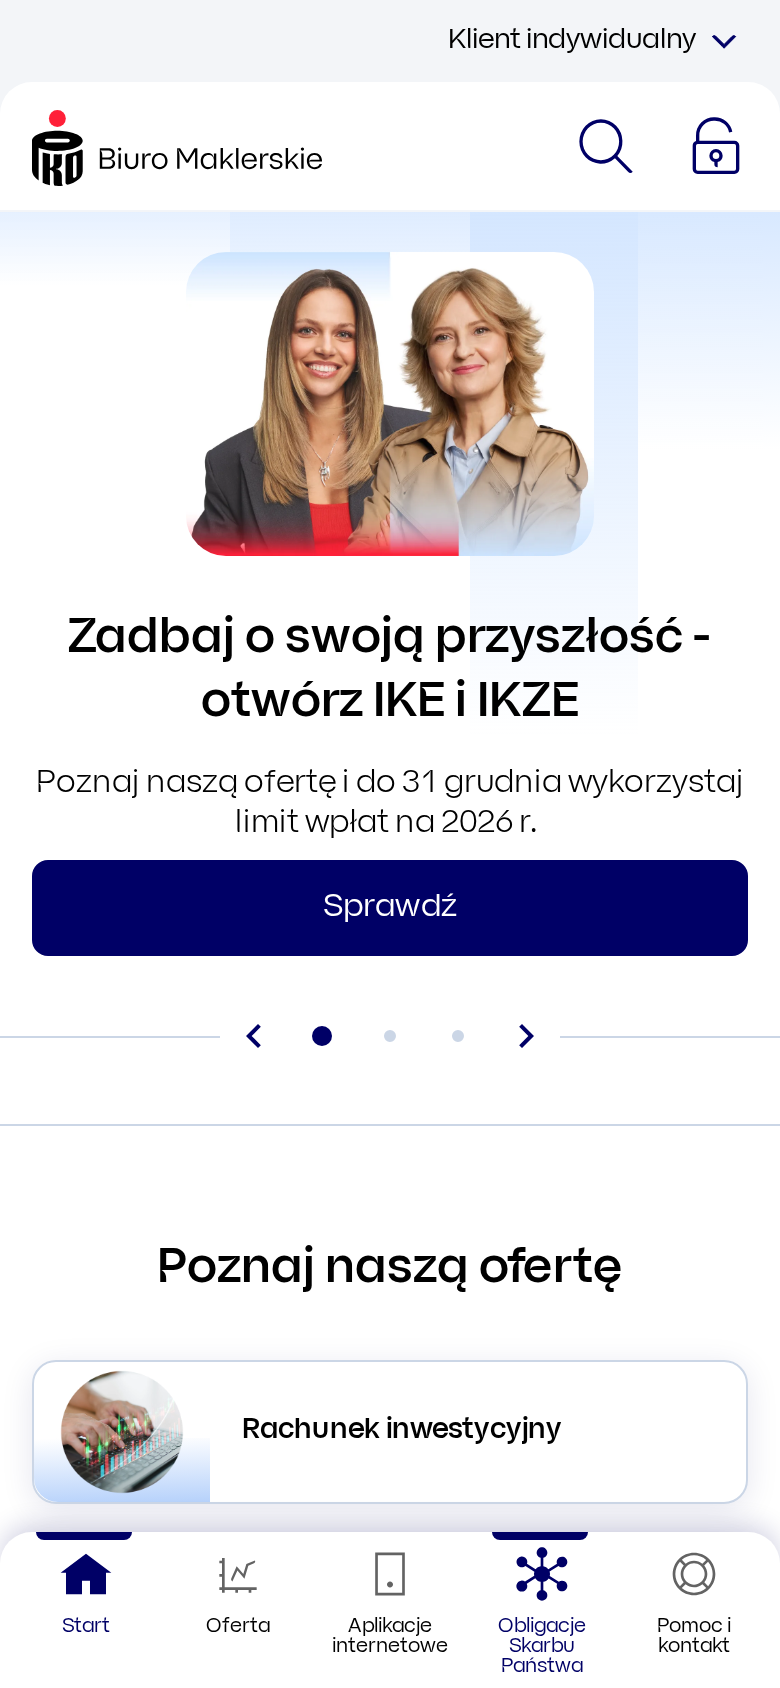 Klient indywidualny
PKO Biuro Maklerskie
Zadbaj o swoją przyszłość -
otwórz IKE i IKZE
Poznaj naszą ofertę i do 31 grudnia wykorzystaj
limit wpłat na 2026 r.
Sprawdź
Poznaj naszą ofertę
Rachunek inwestycyjny
Start
Oferta
Aplikacje
internetowe
Obligacje
Skarbu
Państwa
Pomoc i
kontakt